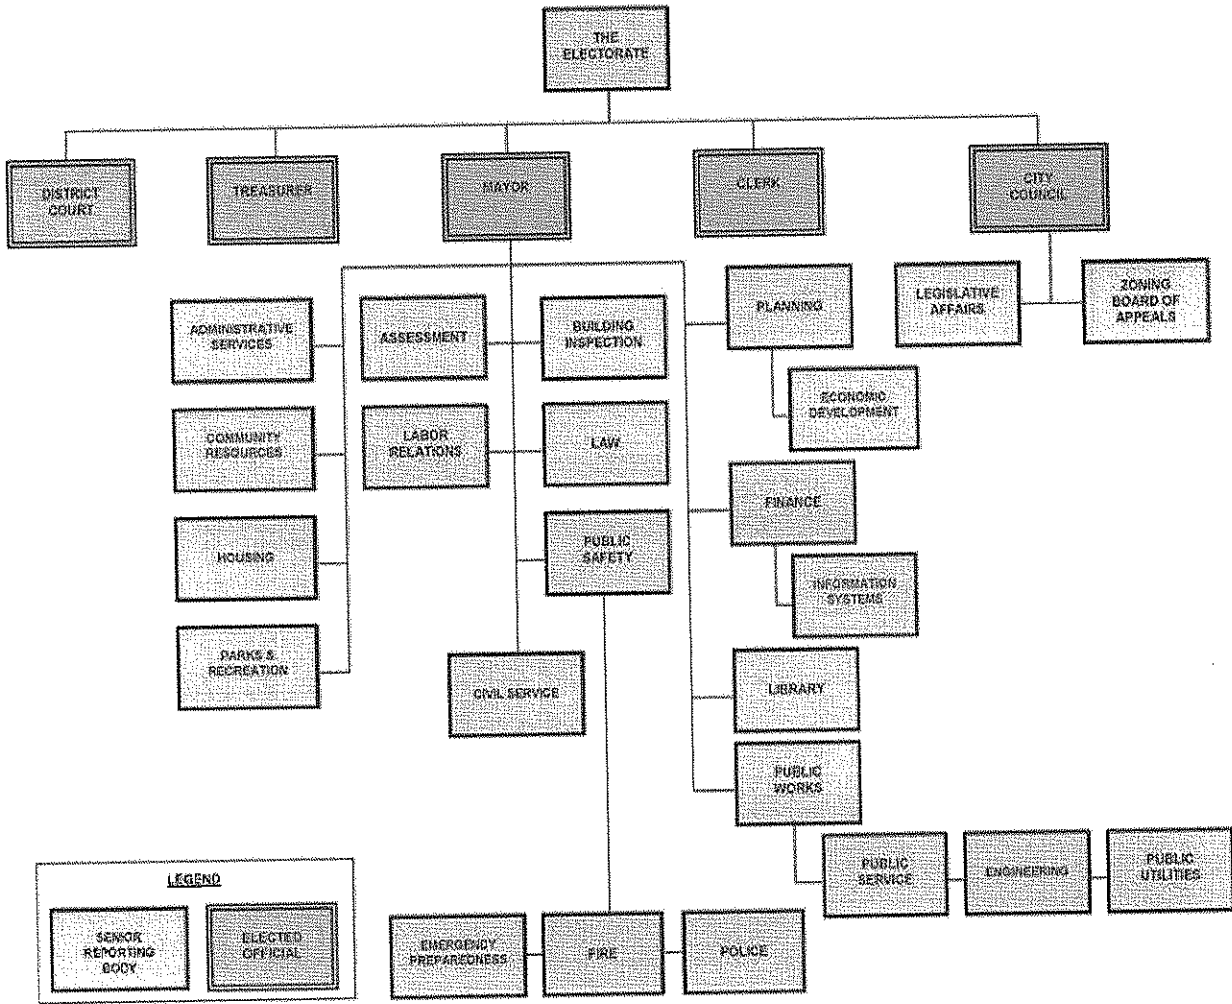 THE
ELECTORATE
DISTRICT
COURT
TREASURER
MAYOR
CLERK
CITY
COUNCIL
ADMINISTRATIVE
SERVICES
ASSESSMENT
BUILDING
INSPECTION
PLANNING
LEGISLATIVE
AFFAIRS
ZONING
BOARD OF
APPEALS
ECONOMIC
DEVELOPMENT
COMMUNITY
RESOURCES
LABOR
RELATIONS
LAW
FINANCE
HOUSING
PUBLIC
SAFETY
INFORMATION
SYSTEMS
PARKS &
RECREATION
CIVIL SERVICE
LIBRARY
PUBLIC
WORKS
PUBLIC
SERVICE
ENGINEERING
PUBLIC
UTILITIES
LEGEND
SENIOR
REPORTING
BODY
ELECTED
OFFICIAL
EMERGENCY
PREPAREDNESS
FIRE
POLICE